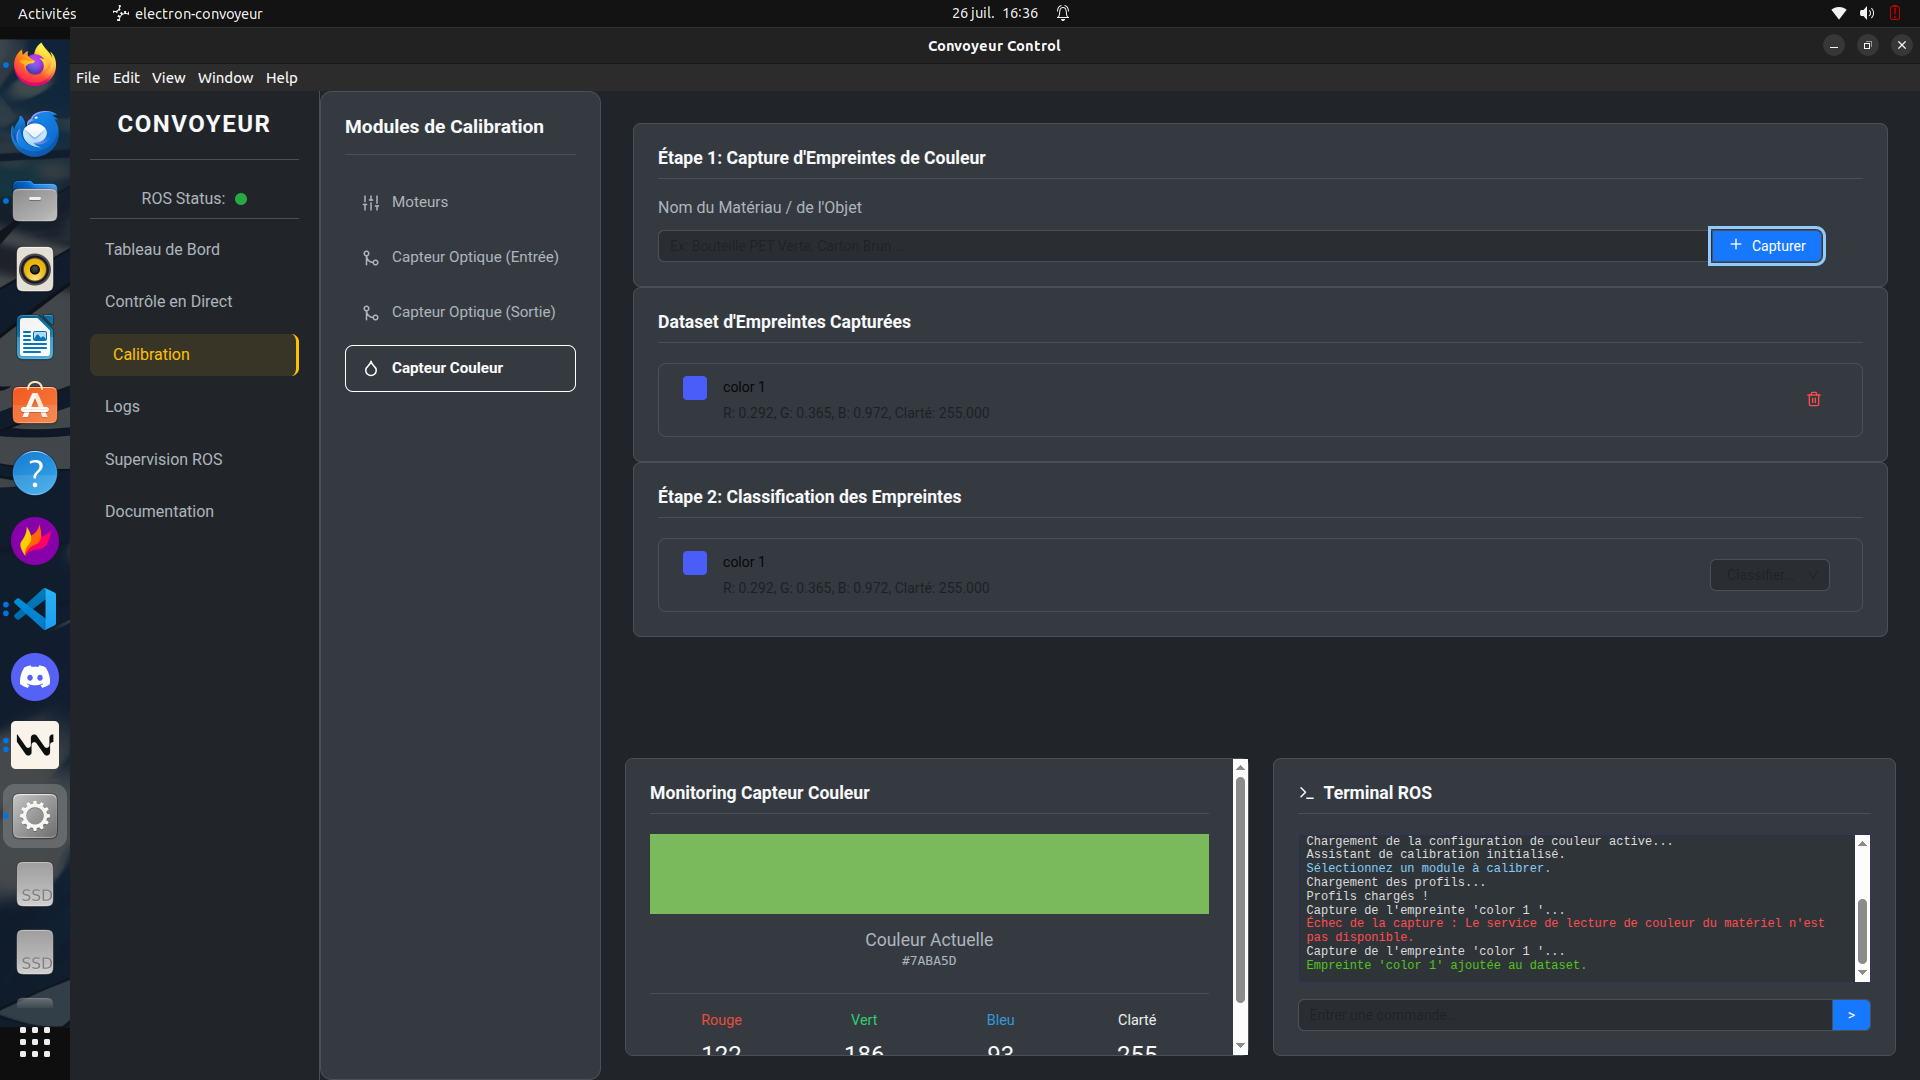 Activités
electron-convoyeur
26 juil. 16:36
Convoyeur Control
File Edit View Window Help
CONVOYEUR
ROS Status:
Tableau de Bord
Contrôle en Direct
Calibration
Logs
Supervision ROS
Documentation
SSD
SSD
Modules de Calibration
Moteurs
Capteur Optique (Entrée)
Capteur Optique (Sortie)
Capteur Couleur
Étape 1: Capture d'Empreintes de Couleur
Nom du Matériau / de l'Objet
Ex: Bouteille PET Verte, Carton Brun...
+ Capturer
Dataset d'Empreintes Capturées
color 1
R: 0.292, G: 0.365, B: 0.972, Clarté: 255.000
Étape 2: Classification des Empreintes
color 1
R: 0.292, G: 0.365, B: 0.972, Clarté: 255.000
Classifier...
Monitoring Capteur Couleur
Couleur Actuelle
#7ABA5D
Rouge Vert Bleu Clarté
122 186 93 255
>_ Terminal ROS
Chargement de la configuration de couleur active...
Assistant de calibration initialisé.
Sélectionnez un module à calibrer.
Chargement des profils...
Profils chargés !
Capture de l'empreinte 'color 1 '...
Échec de la capture : Le service de lecture de couleur du matériel n'est
pas disponible.
Capture de l'empreinte 'color 1 '...
Empreinte 'color 1' ajoutée au dataset.
Entrer une commande...
>